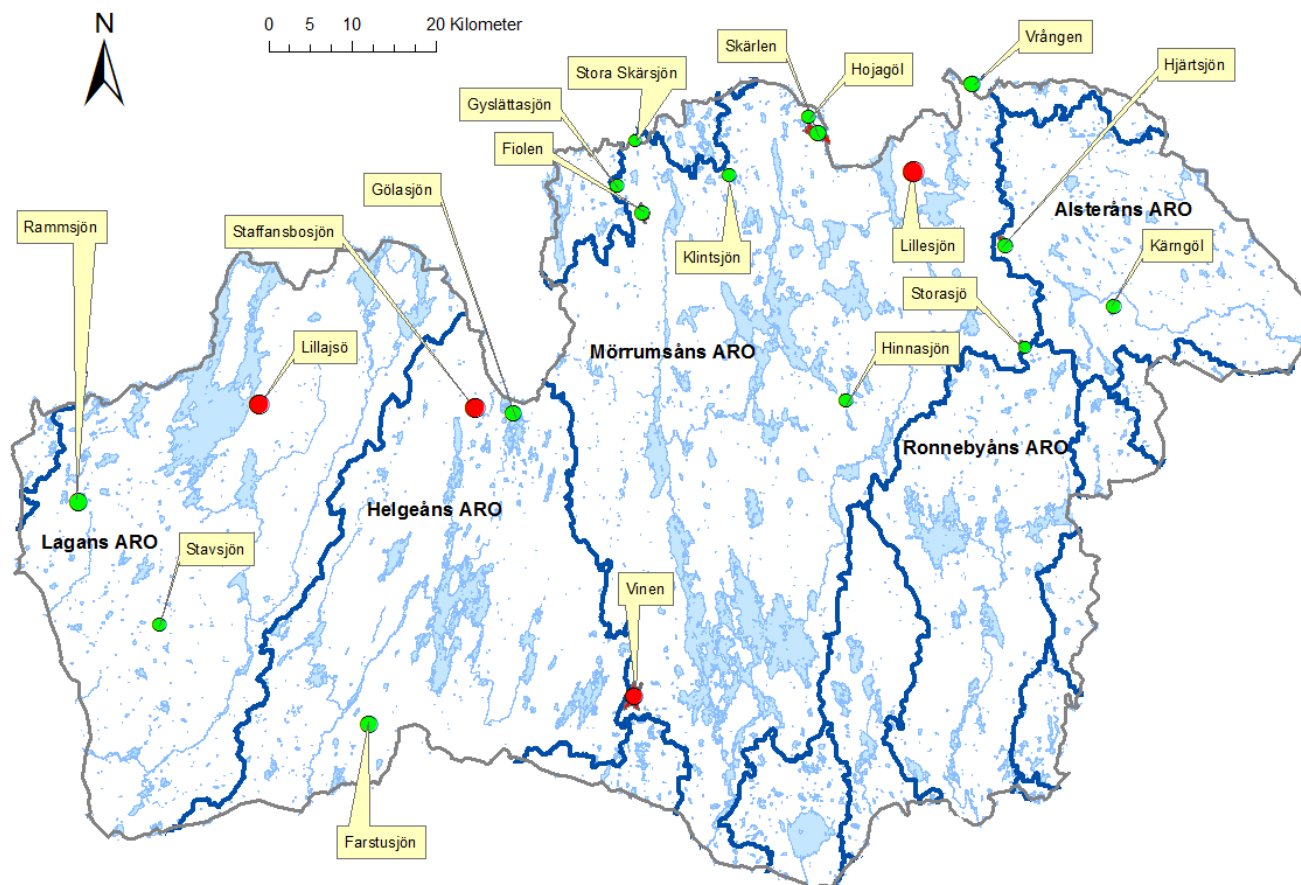 N
0 5 10 20 Kilometer
Vrången
Skärlen
Hojagöl
Hjärtsjön
Stora Skärsjön
Gyslättasjön
Fiolen
Gölasjön
Rammsjön
Staffansbosjön
Alsteråns ARO
Klintsjön
Lillesjön
Kärngöl
Storasjö
Lillajsö
Mörrumsåns ARO
Hinnasjön
Ronnebyåns ARO
Helgeåns ARO
Lagans ARO
Stavsjön
Vinen
Farstusjön